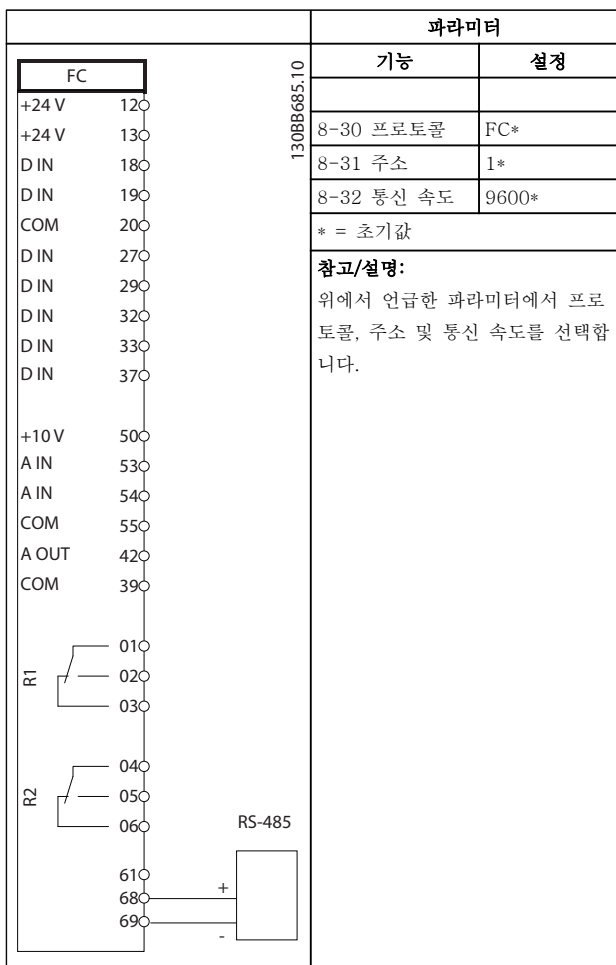 파라미터
기능 설정
8-30 프로토콜 FC*
8-31 주소 1*
8-32 통신 속도 9600*
* = 초기값
참고/설명:
위에서 언급한 파라미터에서 프로
토콜, 주소 및 통신 속도를 선택합
니다.
FC
130BB685.10
+24 V 12
+24 V 13
D IN 18
D IN 19
COM 20
D IN 27
D IN 29
D IN 32
D IN 33
D IN 37
+10 V 50
A IN 53
A IN 54
COM 55
A OUT 42
COM 39
R1
01
02
03
R2
04
05
06
RS-485
61
68 +
69 -